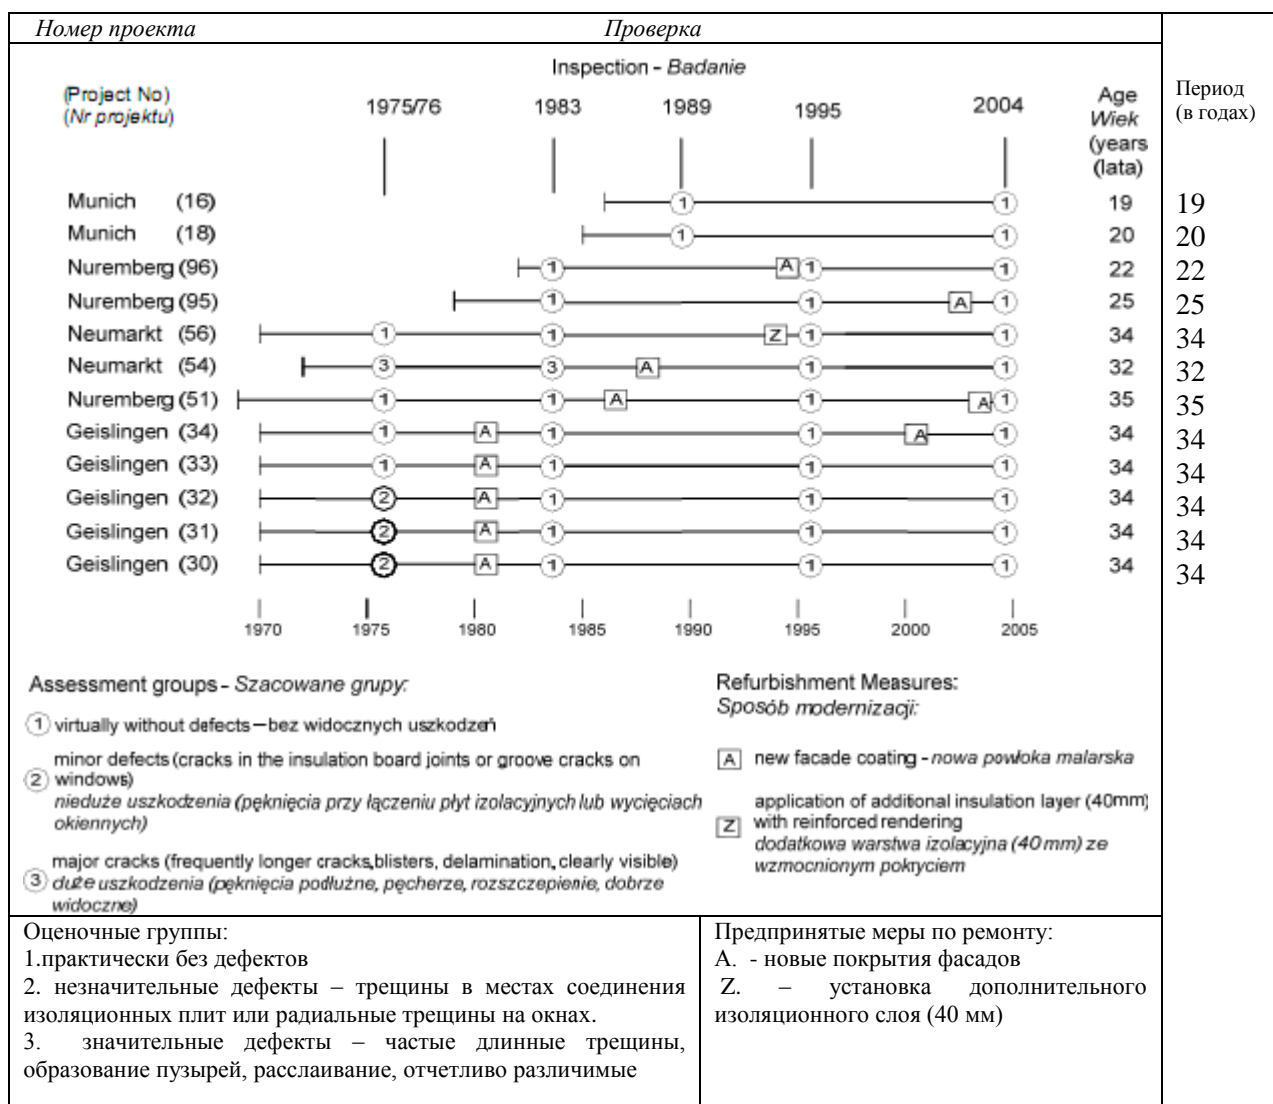 Номер проекта Проверка
Inspection - Badanie
(Project No)
(Nr projektu)
1975/76 1983 1989 1995 2004
Age
Wiek
(years
(lata)
Период
(в годах)
Munich (16) 1 1 19 19
Munich (18) 1 1 20 20
Nuremberg (96) 1 A 1 1 22 22
Nuremberg (95) 1 1 A 1 25 25
Neumarkt (56) 1 1 Z 1 1 34 34
Neumarkt (54) 3 3 A 1 1 32 32
Nuremberg (51) 1 1 A 1 A 1 35 35
Geislingen (34) 1 A 1 1 A 1 34 34
Geislingen (33) 1 A 1 1 1 34 34
Geislingen (32) 2 A 1 1 1 34 34
Geislingen (31) 2 A 1 1 1 34 34
Geislingen (30) 2 A 1 1 1 34 34
1970 1975 1980 1985 1990 1995 2000 2005
Assessment groups - Szacowane grupy:
1 virtually without defects — bez widocznych uszkodzeń
minor defects (cracks in the insulation board joints or groove cracks on
2 windows)
nieduże uszkodzenia (pęknięcia przy łączeniu płyt izolacyjnych lub wycięciach
okiennych)
major cracks (frequently longer cracks, blisters, delamination, clearly visible)
3 duże uszkodzenia (pęknięcia podłużne, pęcherze, rozszczepienie, dobrze
widoczne)
Refurbishment Measures:
Sposób modernizacji:
A new facade coating - nowa powłoka malarska
application of additional insulation layer (40mm)
Z with reinforced rendering
dodatkowa warstwa izolacyjna (40 mm) ze
wzmocnionym pokryciem
Оценочные группы:
1.практически без дефектов
2. незначительные дефекты – трещины в местах соединения
изоляционных плит или радиальные трещины на окнах.
3. значительные дефекты – частые длинные трещины,
образование пузырей, расслаивание, отчетливо различимые
Предпринятые меры по ремонту:
А. - новые покрытия фасадов
Z. – установка дополнительного
изоляционного слоя (40 мм)